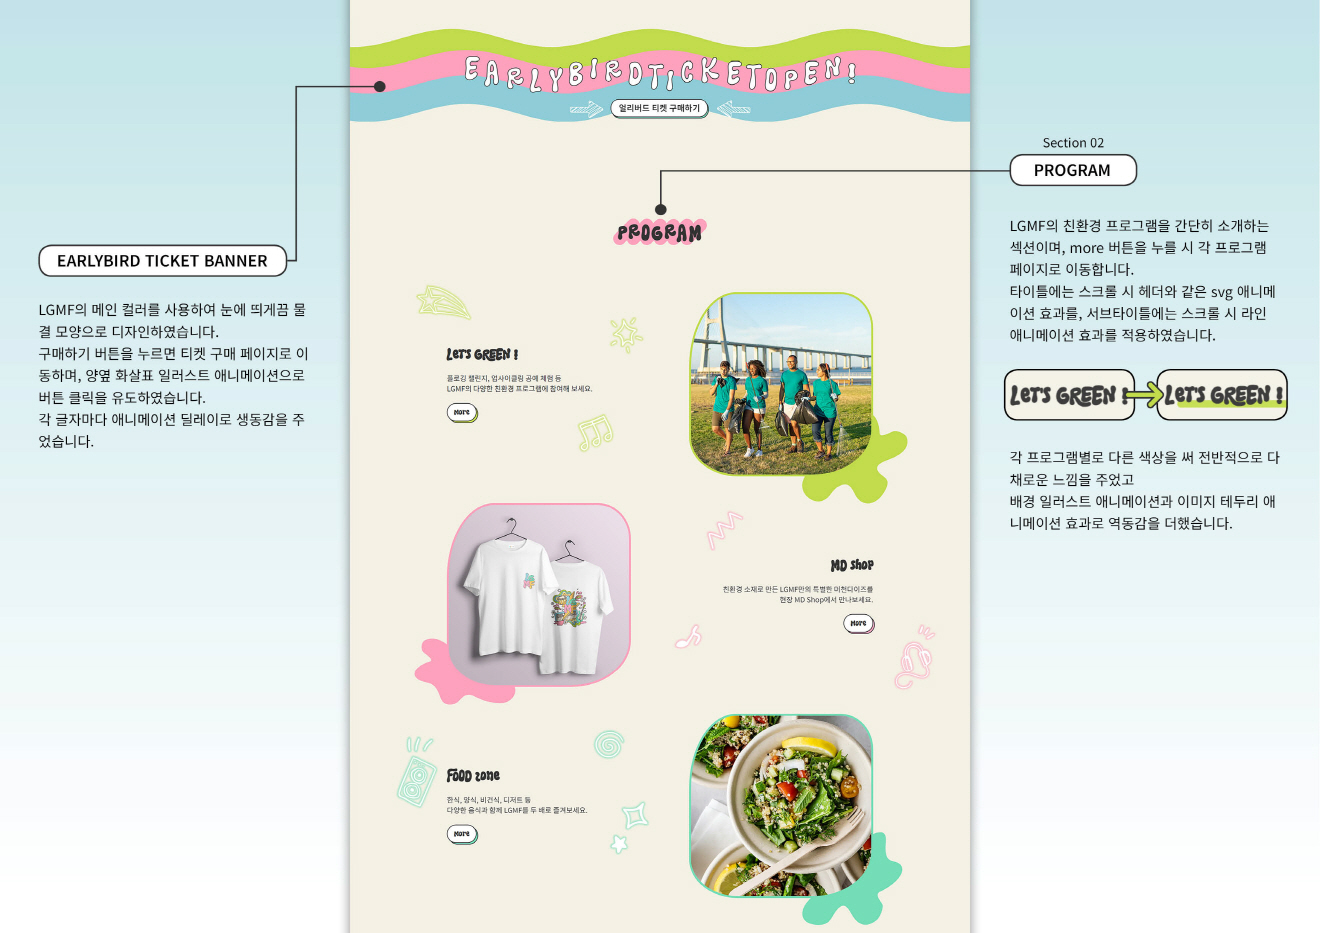 EARLYBIRDTICKETOPEN!
얼리버드 티켓 구매하기
EARLYBIRD TICKET BANNER
LGMF의 메인 컬러를 사용하여 눈에 띄게끔 물
결 모양으로 디자인하였습니다.
구매하기 버튼을 누르면 티켓 구매 페이지로 이
동하며, 양옆 화살표 일러스트 애니메이션으로
버튼 클릭을 유도하였습니다.
각 글자마다 애니메이션 딜레이로 생동감을 주
었습니다.
PROGRAM
LET'S GREEN !
플로깅 챌린지, 업사이클링 공예 체험 등
LGMF의 다양한 친환경 프로그램에 참여해 보세요.
More
MD shop
친환경 소재로 만든 LGMF만의 특별한 머천다이즈를
현장 MD Shop에서 만나보세요.
More
FOOD zone
한식, 양식, 비건식, 디저트 등
다양한 음식과 함께 LGMF를 두 배로 즐겨보세요.
More
Section 02
PROGRAM
LGMF의 친환경 프로그램을 간단히 소개하는
섹션이며, more 버튼을 누를 시 각 프로그램
페이지로 이동합니다.
타이틀에는 스크롤 시 헤더와 같은 svg 애니메
이션 효과를, 서브타이틀에는 스크롤 시 라인
애니메이션 효과를 적용하였습니다.
LET'S GREEN ! LET'S GREEN !
각 프로그램별로 다른 색상을 써 전반적으로 다
채로운 느낌을 주었고
배경 일러스트 애니메이션과 이미지 테두리 애
니메이션 효과로 역동감을 더했습니다.